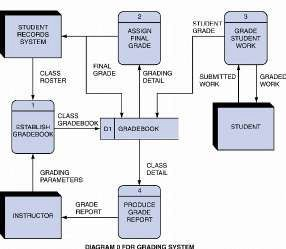 STUDENT
RECORDS
SYSTEM
2
ASSIGN
FINAL
GRADE
STUDENT
GRADE
3
GRADE
STUDENT
WORK
CLASS
ROSTER
FINAL
GRADE
GRADING
DETAIL
SUBMITTED
WORK
GRADED
WORK
1
ESTABLISH
GRADEBOOK
CLASS
GRADEBOOK
D1 GRADEBOOK
STUDENT
GRADING
PARAMETERS
CLASS
DETAIL
INSTRUCTOR
GRADE
REPORT
4
PRODUCE
GRADE
REPORT
DIAGRAM 0 FOR GRADING SYSTEM